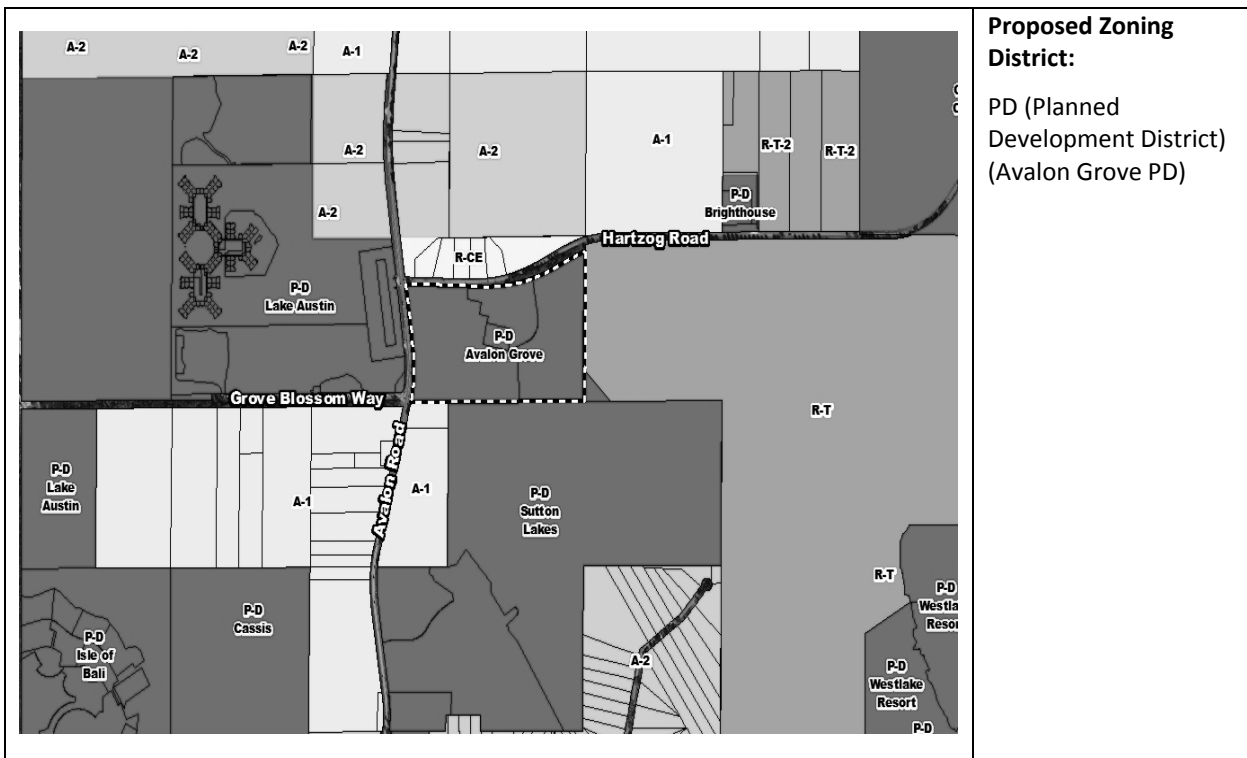 A-2
A-2
A-2
A-1
A-2
A-2
A-1
R-T-2
R-T-2
A-2
P-D
Brighthouse
Hartzog Road
R-CE
P-D
Lake Austin
P-D
Avalon Grove
Grove Blossom Way
R-T
P-D
Lake
Austin
A-1
Avalon Road
A-1
P-D
Sutton
Lakes
R-T
P-D
P-D
Cassis
P-D
Isle of
Bali
A-2
P-D
Westlake
Resort
P-D
Proposed Zoning
District:
PD (Planned
Development District)
(Avalon Grove PD)